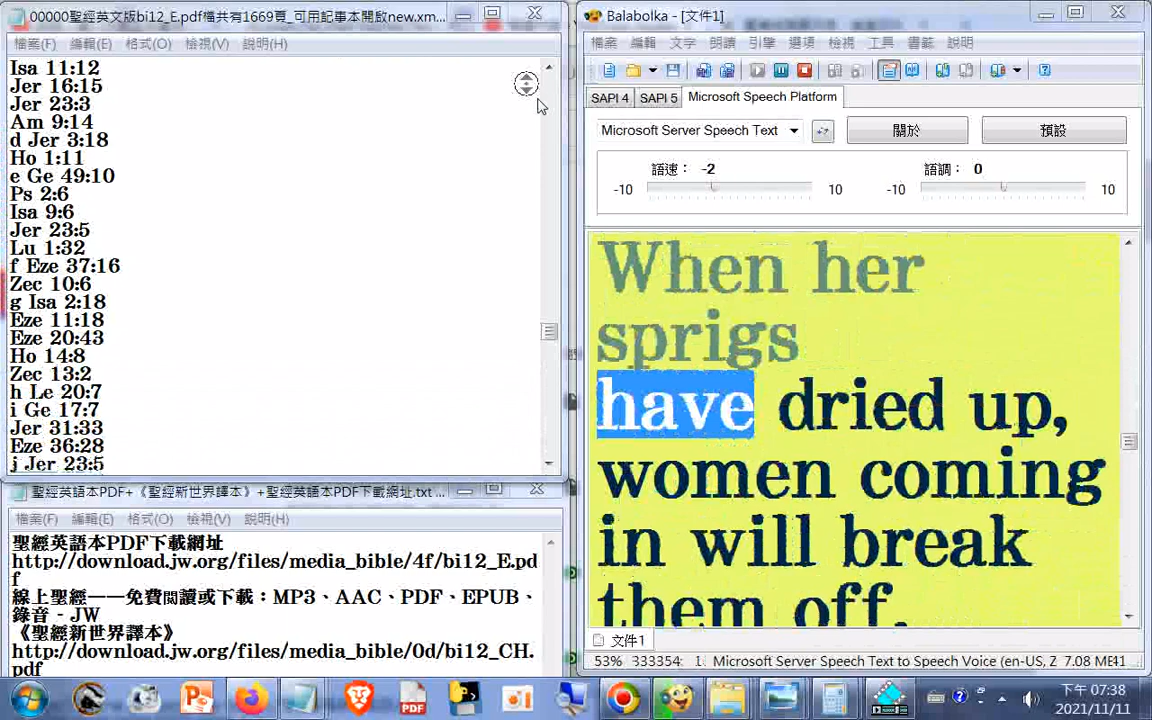 00000聖經英文版bi12_E.pdf檔共有1669頁_可用記事本開啟new.xm...
檔案(F) 編輯(E) 格式(O) 檢視(V) 說明(H)
Isa 11:12
Jer 16:15
Jer 23:3
Am 9:14
d Jer 3:18
Ho 1:11
e Ge 49:10
Ps 2:6
Isa 9:6
Jer 23:5
Lu 1:32
f Eze 37:16
Zec 10:6
g Isa 2:18
Eze 11:18
Eze 20:43
Ho 14:8
Zec 13:2
h Le 20:7
i Ge 17:7
Jer 31:33
Eze 36:28
j Jer 23:5
聖經英語本PDF+《聖經新世界譯本》+聖經英語本PDF下載網址.txt ...
檔案(F) 編輯(E) 格式(O) 檢視(V) 說明(H)
聖經英語本PDF下載網址
http://download.jw.org/files/media_bible/4f/bi12_E.pd
f
線上聖經——免費閱讀或下載：MP3、AAC、PDF、EPUB、
錄音 - JW
《聖經新世界譯本》
http://download.jw.org/files/media_bible/0d/bi12_CH.
pdf
Balabolka - [文件1]
檔案 編輯 文字 朗讀 引擎 選項 檢視 工具 書籤 說明
SAPI 4 SAPI 5 Microsoft Speech Platform
Microsoft Server Speech Text 關於 預設
語速： -2 語調： 0
-10 10 -10 10
When her
sprigs
have dried up,
women coming
in will break
them off.
文件1
53% 333354: 1. Microsoft Server Speech Text to Speech Voice (en-US, Z 7.08 ME41
PDF
下午 07:38
2021/11/11